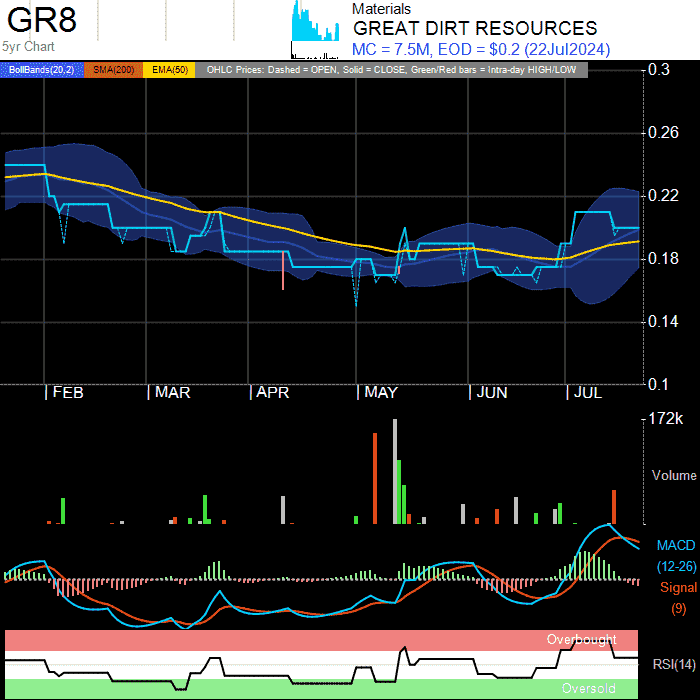 GR8
5yr Chart
Materials
GREAT DIRT RESOURCES
MC = 7.5M, EOD = $0.2 (22Jul2024)
BollBands(20,2) SMA(200) EMA(50) OHLC Prices: Dashed = OPEN, Solid = CLOSE, Green/Red bars = Intra-day HIGH/LOW
0.3
0.26
0.22
0.18
0.14
0.1
FEB MAR APR MAY JUN JUL
172k
Volume
MACD
(12-26)
Signal
(9)
Overbought
RSI(14)
Oversold